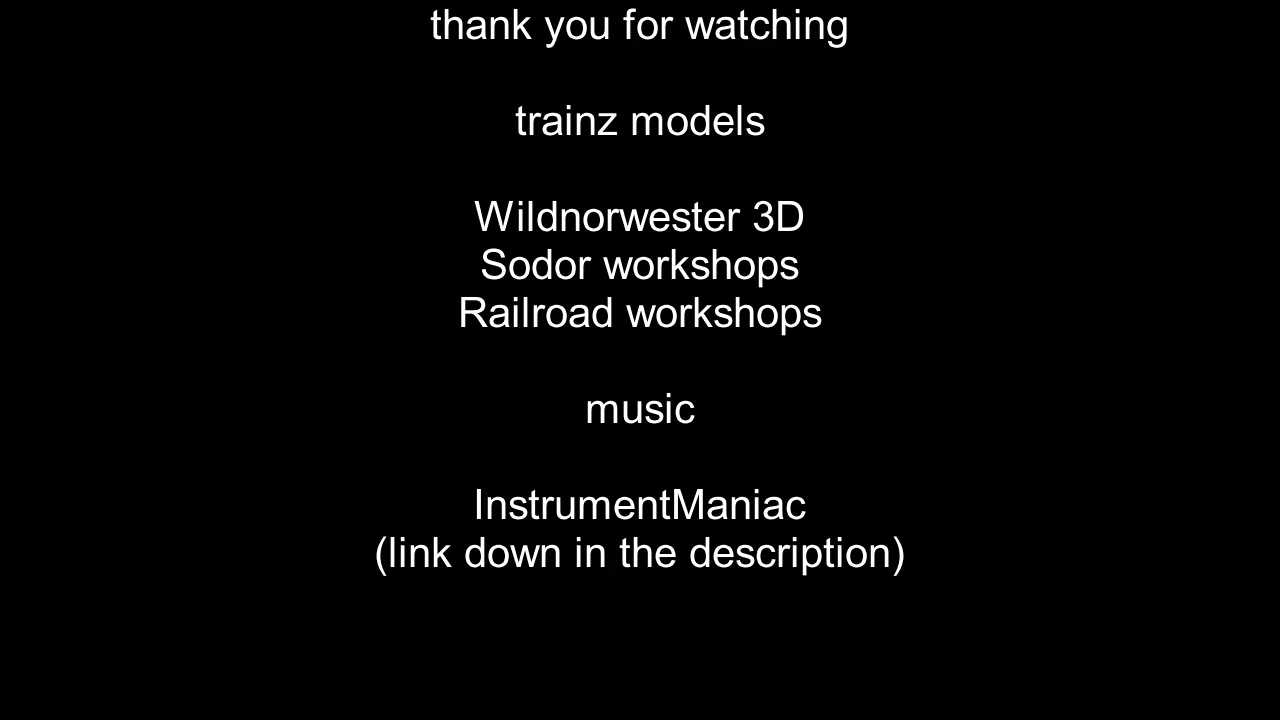 thank you for watching
trainz models
Wildnorwester 3D
Sodor workshops
Railroad workshops
music
InstrumentManiac
(link down in the description)